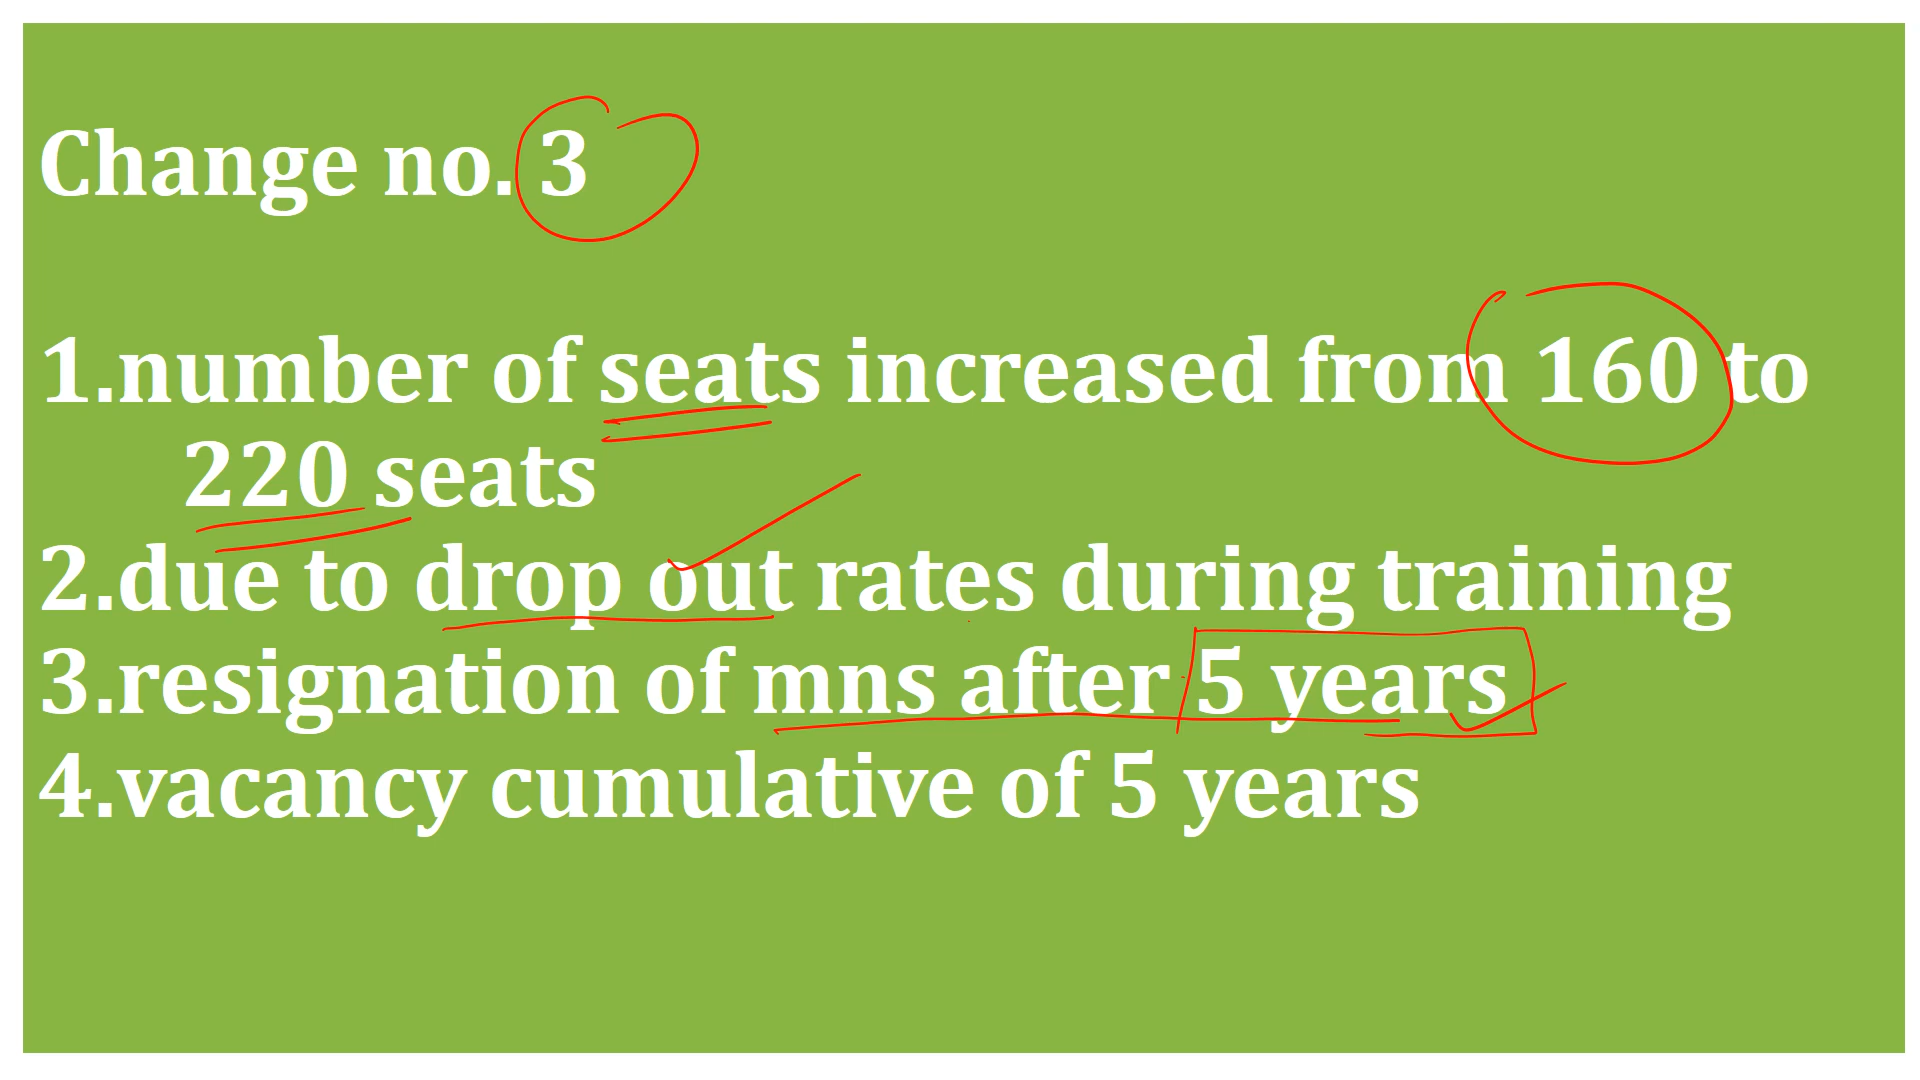 Change no. 3
1.number of seats increased from 160 to
220 seats
2.due to drop out rates during training
3.resignation of mns after 5 years
4.vacancy cumulative of 5 years